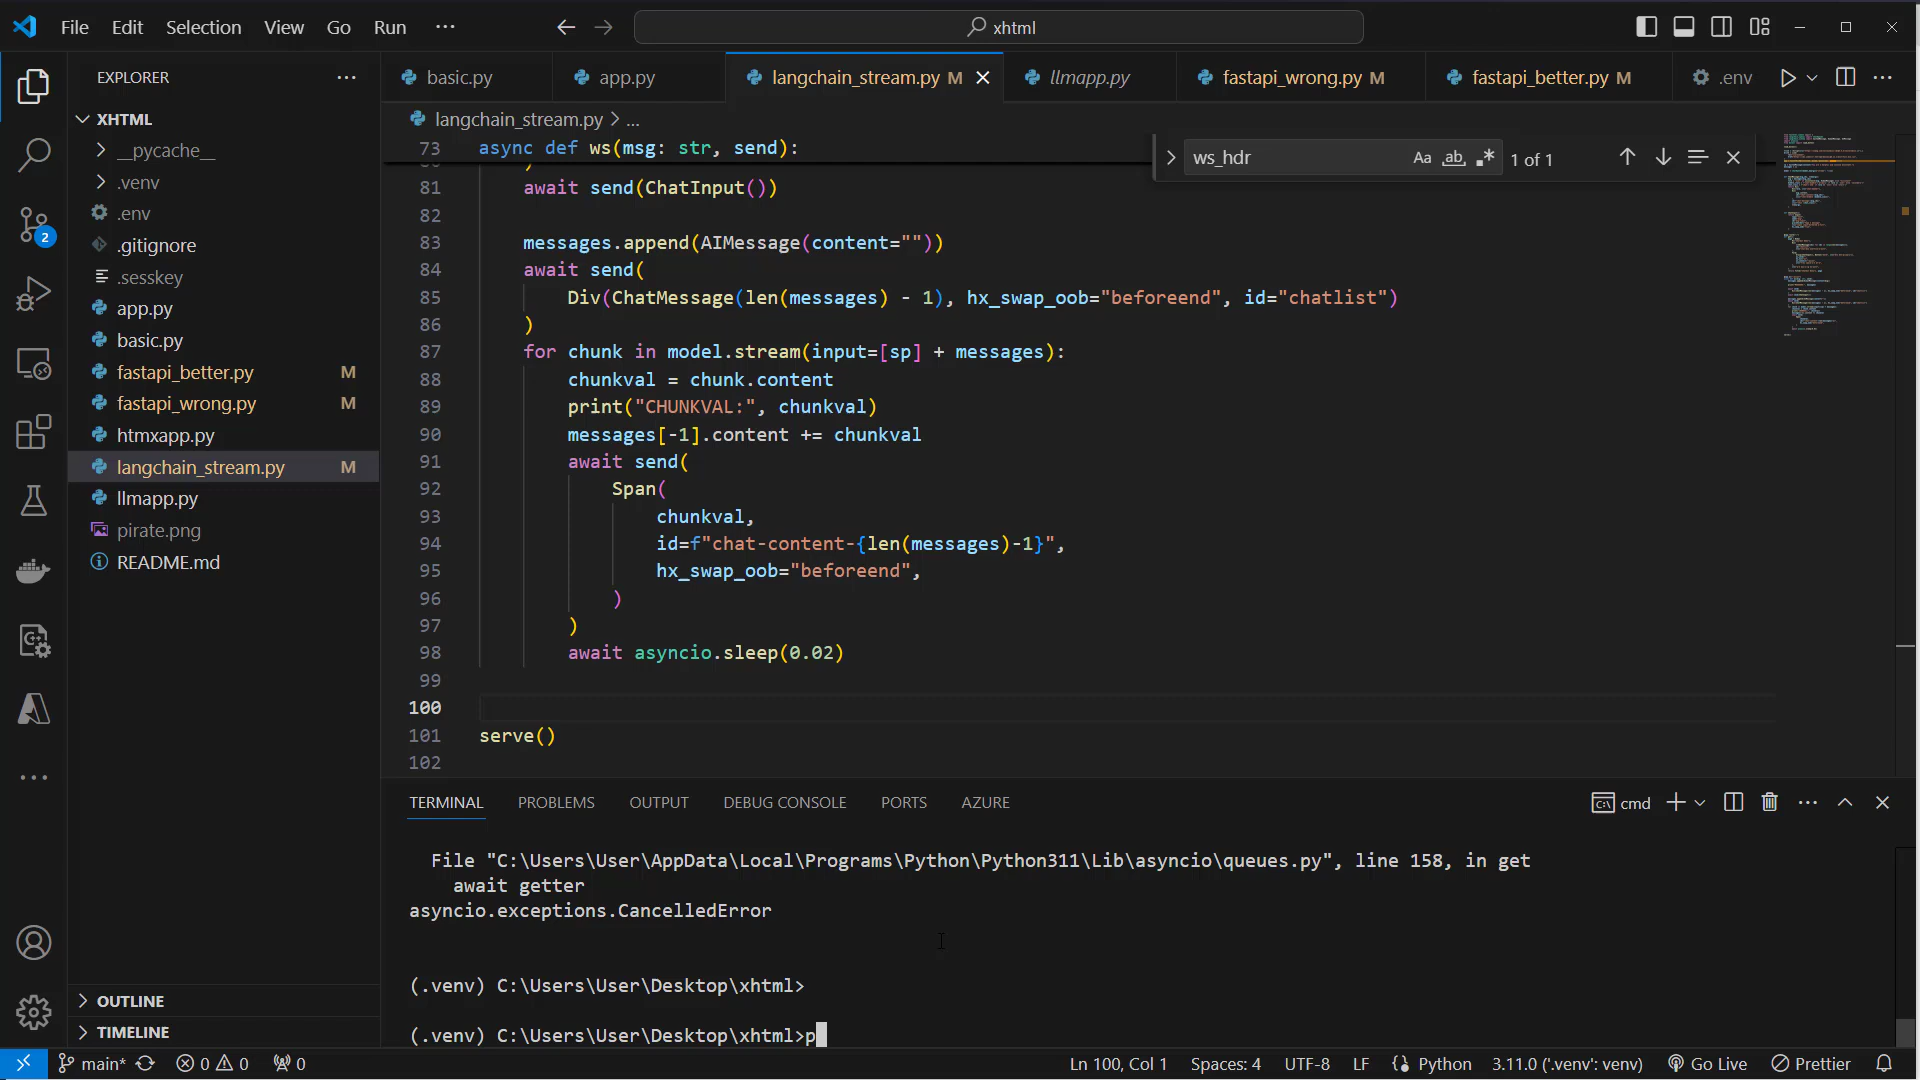 File Edit Selection View Go Run ···
xhtml
EXPLORER
XHTML
__pycache__
.venv
.env
.gitignore
.sesskey
app.py
basic.py
fastapi_better.py M
fastapi_wrong.py M
htmxapp.py
langchain_stream.py M
llmapp.py
pirate.png
README.md
OUTLINE
TIMELINE
2
basic.py app.py langchain_stream.py M llmapp.py fastapi_wrong.py M fastapi_better.py M .env
langchain_stream.py > ...
ws_hdr Aa ab 1 of 1
73 async def ws(msg: str, send):
81 await send(ChatInput())
82
83 messages.append(AIMessage(content=""))
84 await send(
85 Div(ChatMessage(len(messages) - 1), hx_swap_oob="beforeend", id="chatlist")
86 )
87 for chunk in model.stream(input=[sp] + messages):
88 chunkval = chunk.content
89 print("CHUNKVAL:", chunkval)
90 messages[-1].content += chunkval
91 await send(
92 Span(
93 chunkval,
94 id=f"chat-content-{len(messages)-1}",
95 hx_swap_oob="beforeend",
96 )
97 )
98 await asyncio.sleep(0.02)
99
100
101 serve()
102
TERMINAL PROBLEMS OUTPUT DEBUG CONSOLE PORTS AZURE
cmd
File "C:\Users\User\AppData\Local\Programs\Python\Python311\Lib\asyncio\queues.py", line 158, in get
await getter
asyncio.exceptions.CancelledError
(.venv) C:\Users\User\Desktop\xhtml>
(.venv) C:\Users\User\Desktop\xhtml>p
main* 0 0 0 Ln 100, Col 1 Spaces: 4 UTF-8 LF Python 3.11.0 ('.venv': venv) Go Live Prettier